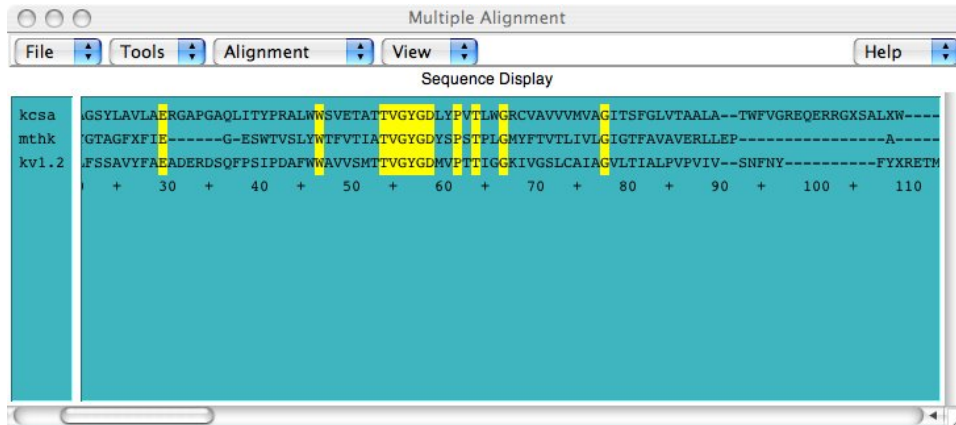 Multiple Alignment
File Tools Alignment View Help
Sequence Display
kcsa GSYLAVLAERGAPGAQLITYPRALWWSVETATTVGYGDLYPVTLWGRCVAVVVMVAGITSFGLVTAALA--TWFVGREQERRGXSALXW----
mthk GTAGFXFIE------G-ESWTVSLYWTFVTIATVGYGDYSPSTPLGMYFTVTLIVLGIGTFAVAVERLLEP----------------A-----
kv1.2 FSSAVYFAEADERDSQFPSIPDAFWWAVVSMTTVGYGDMVPTTIGGKIVGSLCAIAGVLTIALPVPVIV--SNFNY-----------FYXRETM
+ 30 + 40 + 50 + 60 + 70 + 80 + 90 + 100 + 110